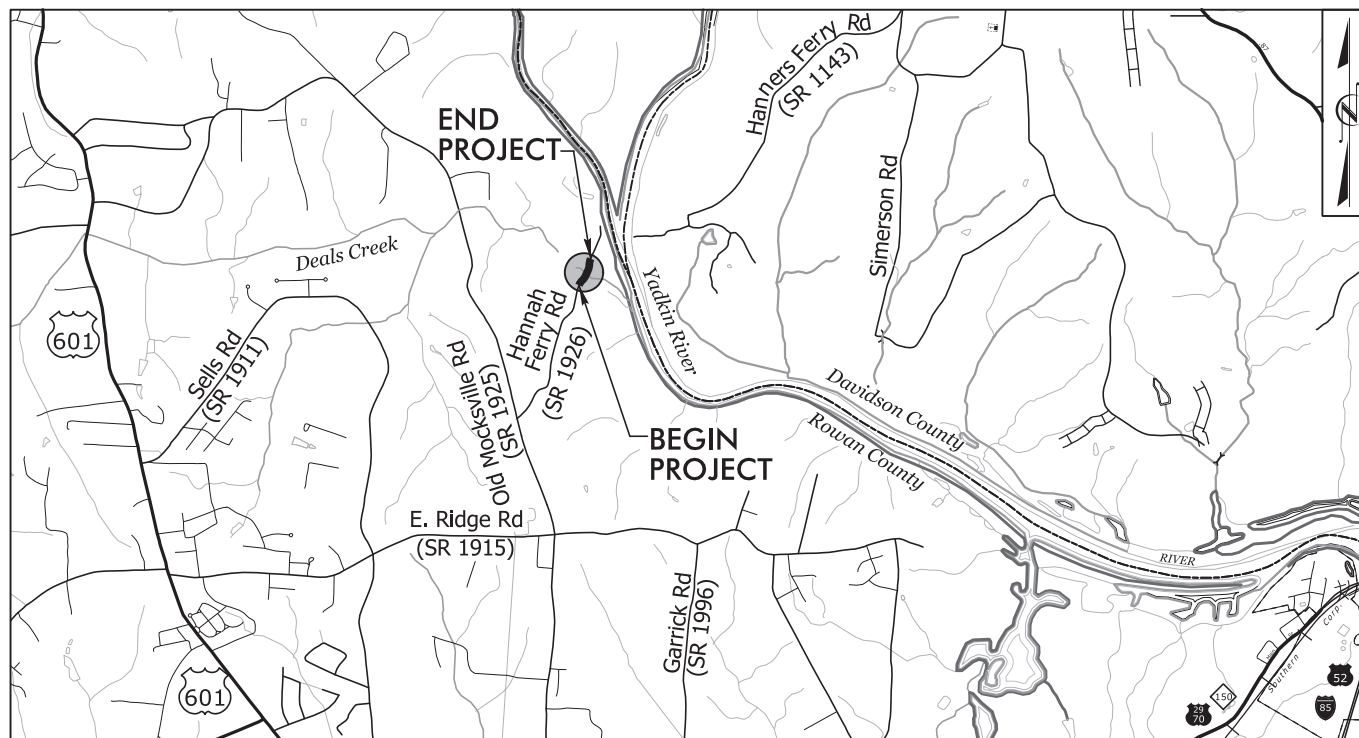 Hanners Ferry Rd
(SR 1143)
87
N
END
PROJECT
Simerson Rd
Deals Creek
Yadkin River
601
Sells Rd
(SR 1911)
Old Mocksville Rd
(SR 1925)
Hannah
Ferry Rd
(SR 1926)
Davidson County
Rowan County
BEGIN
PROJECT
E. Ridge Rd
(SR 1915)
RIVER
Garrick Rd
(SR 1996)
601
Southern
Corp.
150
29
70
52
85